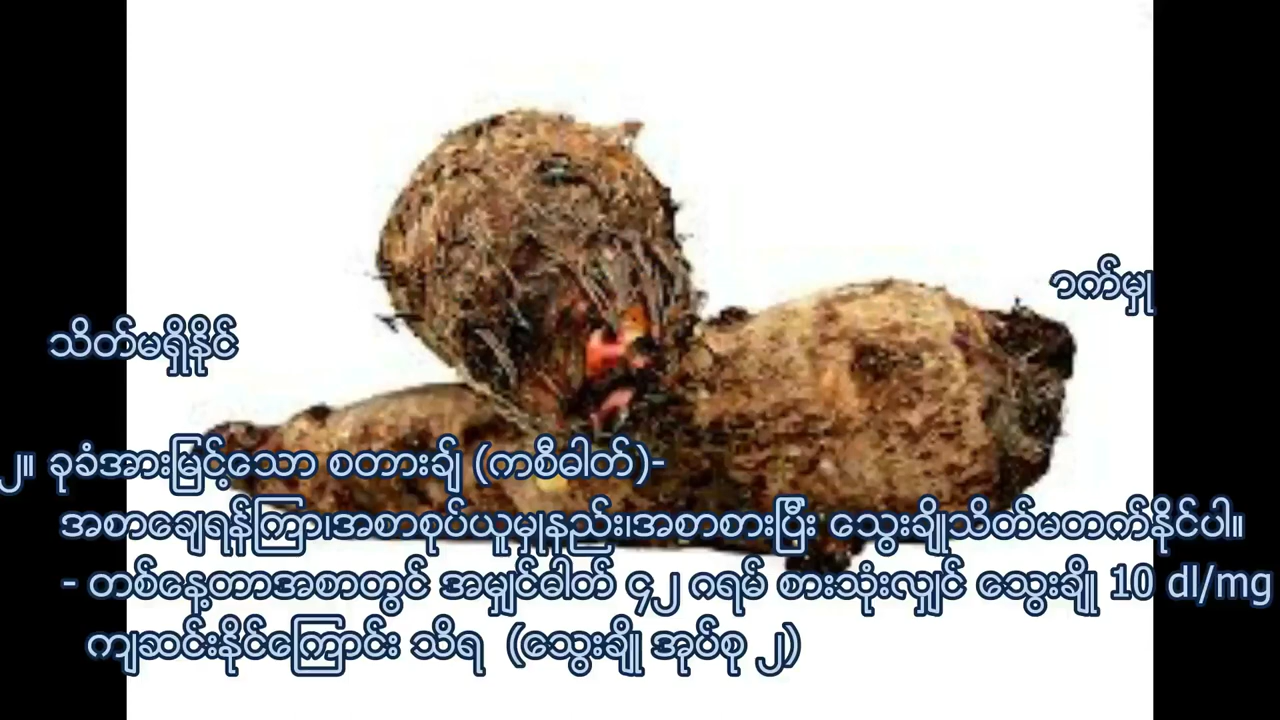 ာက်မှု
သိတ်မရှိနိုင်
၂။ ခုခံအားမြင့်သော စတားခ်ျ (ကစီဓါတ်)-
အစာချေရန်ကြာ၊အစာစုပ်ယူမှုနည်း၊အစာစားပြီး သွေးချိုသိတ်မတက်နိုင်ပါ။
- တစ်နေ့တာအစာတွင် အမျှင်ဓါတ် ၄၂ ဂရမ် စားသုံးလျှင် သွေးချို 10 dl/mg
ကျဆင်းနိုင်ကြောင်း သိရ (သွေးချို အုပ်စု ၂)